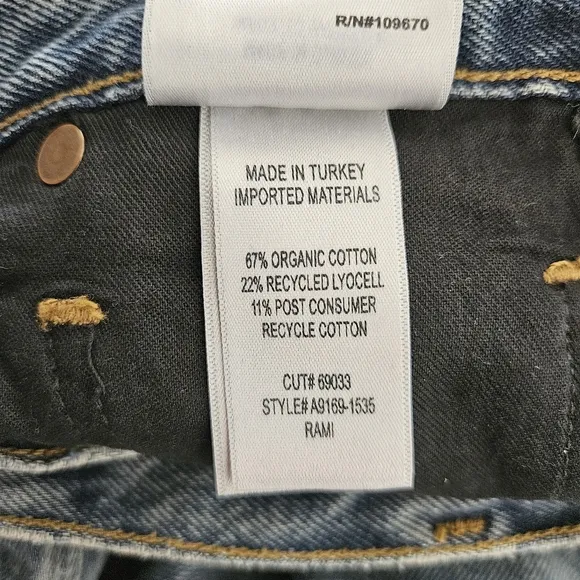 R/N#109670
MADE IN TURKEY
IMPORTED MATERIALS
67% ORGANIC COTTON
22% RECYCLED LYOCELL
11% POST CONSUMER
RECYCLE COTTON
CUT# 69033
STYLE# A9169-1535
RAMI